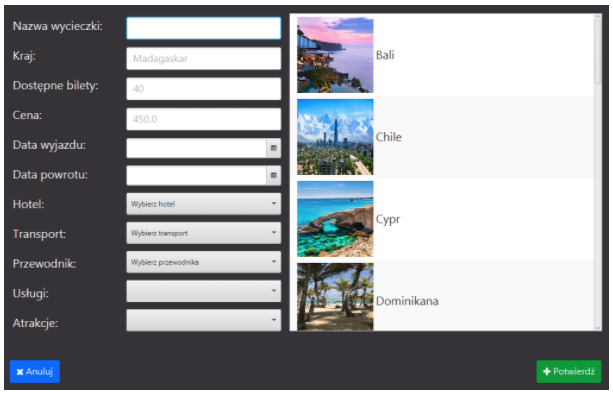 Nazwa wycieczki:
Kraj:
Madagaskar
Dostępne bilety:
40
Cena:
450.0
Data wyjazdu:
Data powrotu:
Hotel:
Wybierz hotel
Transport:
Wybierz transport
Przewodnik:
Wybierz przewodnika
Usługi:
Atrakcje:
Bali
Chile
Cypr
Dominikana
Anuluj
Potwierdź